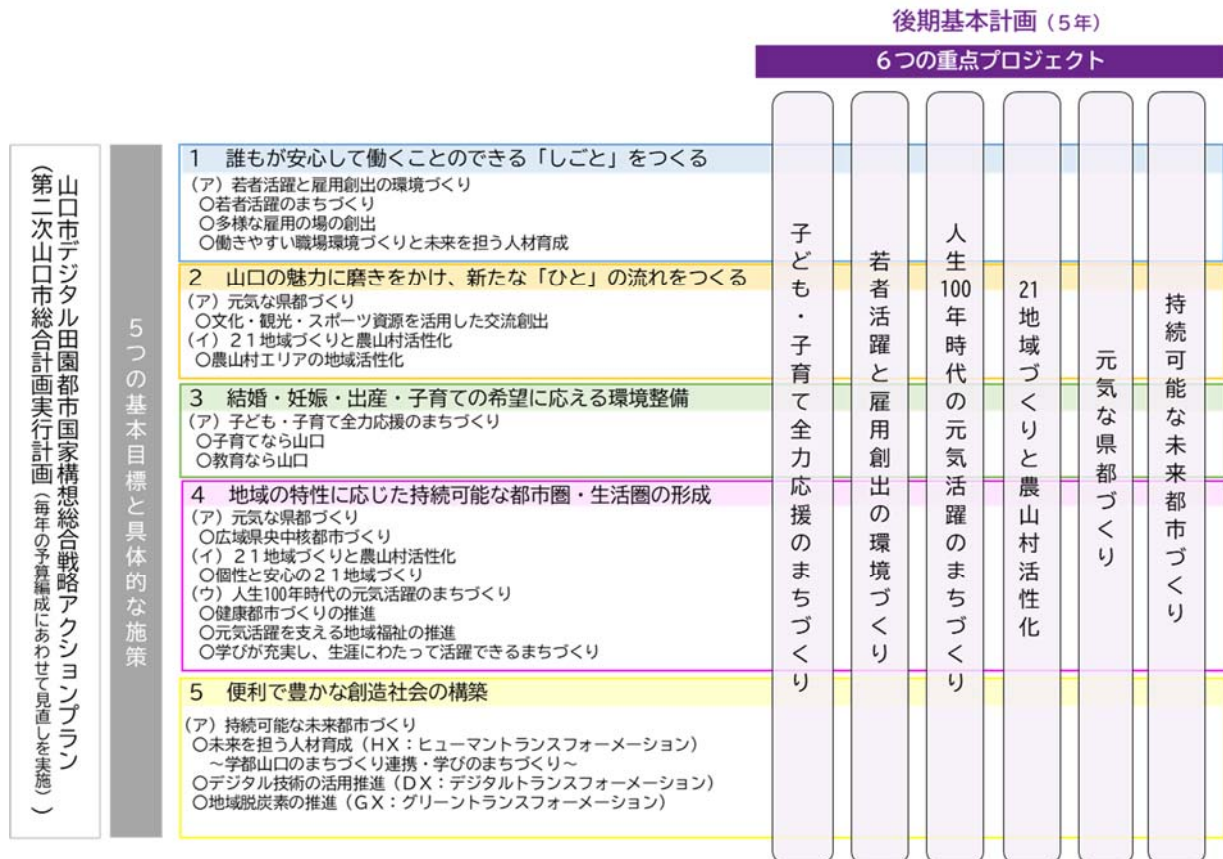 後期基本計画（5年）
6つの重点プロジェクト
山口市デジタル田園都市国家構想総合戦略アクションプラン
（第二次山口市総合計画実行計画（毎年の予算編成にあわせて見直しを実施））
5つの基本目標と具体的な施策
1　誰もが安心して働くことのできる「しごと」をつくる
（ア）若者活躍と雇用創出の環境づくり
○若者活躍のまちづくり
○多様な雇用の場の創出
○働きやすい職場環境づくりと未来を担う人材育成
2　山口の魅力に磨きをかけ、新たな「ひと」の流れをつくる
（ア）元気な県都づくり
○文化・観光・スポーツ資源を活用した交流創出
（イ）２１地域づくりと農山村活性化
○農山村エリアの地域活性化
3　結婚・妊娠・出産・子育ての希望に応える環境整備
（ア）子ども・子育て全力応援のまちづくり
○子育てなら山口
○教育なら山口
4　地域の特性に応じた持続可能な都市圏・生活圏の形成
（ア）元気な県都づくり
○広域県央中核都市づくり
（イ）２１地域づくりと農山村活性化
○個性と安心の２１地域づくり
（ウ）人生100年時代の元気活躍のまちづくり
○健康都市づくりの推進
○元気活躍を支える地域福祉の推進
○学びが充実し、生涯にわたって活躍できるまちづくり
5　便利で豊かな創造社会の構築
（ア）持続可能な未来都市づくり
○未来を担う人材育成（ＨＸ：ヒューマントランスフォーメーション）
～学都山口のまちづくり連携・学びのまちづくり～
○デジタル技術の活用推進（ＤＸ：デジタルトランスフォーメーション）
○地域脱炭素の推進（ＧＸ：グリーントランスフォーメーション）
子ども・子育て全力応援のまちづくり
若者活躍と雇用創出の環境づくり
人生100年時代の元気活躍のまちづくり
21地域づくりと農山村活性化
元気な県都づくり
持続可能な未来都市づくり